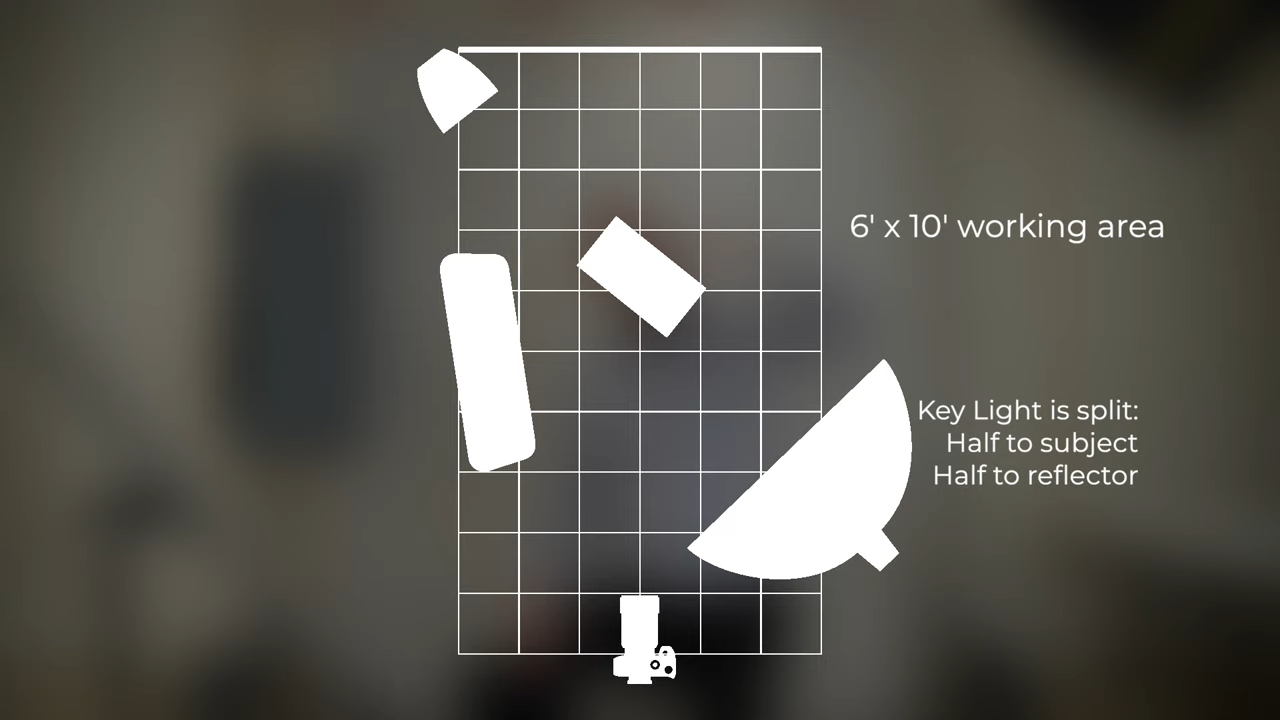 6' x 10' working area
Key Light is split:
Half to subject
Half to reflector